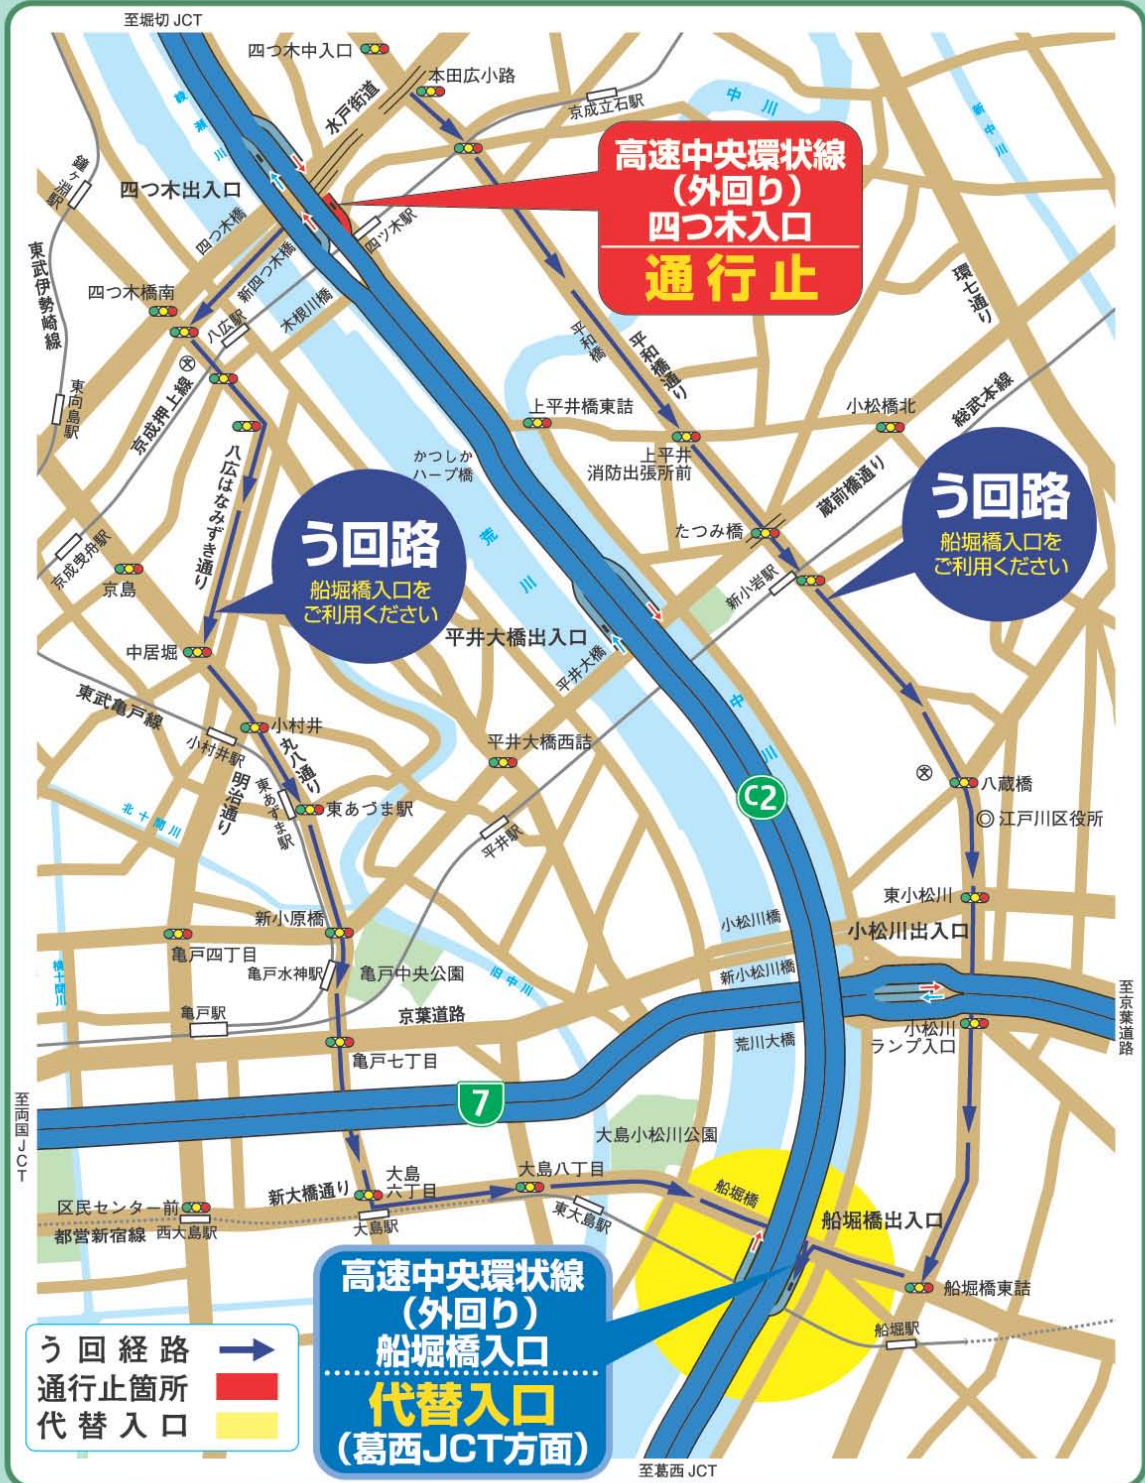 至堀切 JCT
四つ木中入口
本田広小路
水戸街道
京成立石駅
中川
新中川
綾瀬川
鐘ヶ淵駅
四つ木出入口
高速中央環状線
（外回り）
四つ木入口
通行止
四つ木橋
新四つ木橋
四ツ木駅
木根川橋
東武伊勢崎線
四つ木橋南
八広駅
環七通り
平和橋
平和橋通り
京成押上線
東向島駅
上平井橋東詰
小松橋北
総武本線
かつしか
ハープ橋
上平井
消防出張所前
蔵前橋通り
八広はなみずき通り
う回路
船堀橋入口を
ご利用ください
う回路
船堀橋入口を
ご利用ください
荒川
たつみ橋
京成曳舟駅
京島
新小岩駅
平井大橋出入口
平井大橋
中居堀
東武亀戸線
小村井
小村井駅
丸八通り
明治通り
東あずま駅
東あづま駅
平井大橋西詰
中川
C2
八蔵橋
江戸川区役所
北十間川
平井駅
東小松川
小松川橋
小松川出入口
新小原橋
亀戸四丁目
亀戸水神駅
亀戸中央公園
旧中川
新小松川橋
横十間川
亀戸駅
京葉道路
荒川大橋
小松川
ランプ入口
至京葉道路
亀戸七丁目
7
至両国JCT
大島小松川公園
大島
六丁目
大島八丁目
新大橋通り
船堀橋
区民センター前
都営新宿線
西大島駅
大島駅
東大島駅
船堀橋出入口
船堀橋東詰
船堀駅
高速中央環状線
（外回り）
船堀橋入口
代替入口
（葛西JCT方面）
う回経路
通行止箇所
代替入口
至葛西 JCT